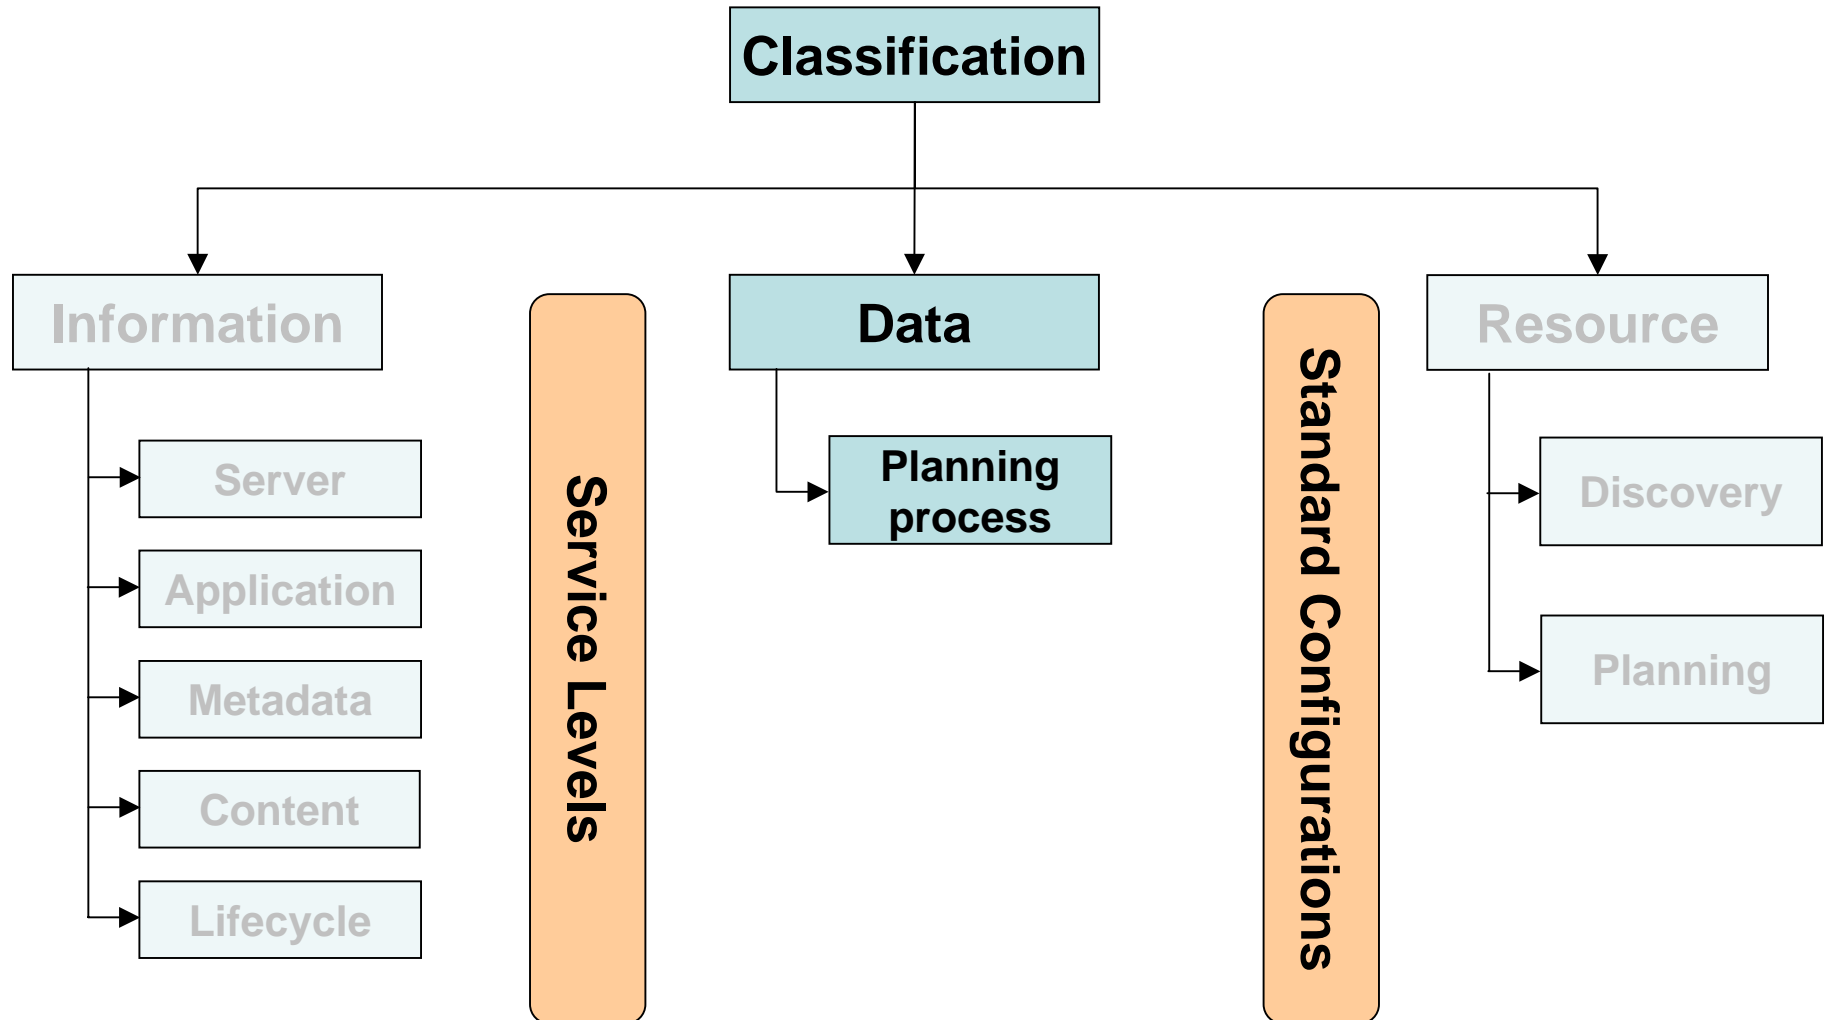 Classification
Information
Data
Resource
Server
Application
Metadata
Content
Lifecycle
Service Levels
Planning
process
Standard Configurations
Discovery
Planning